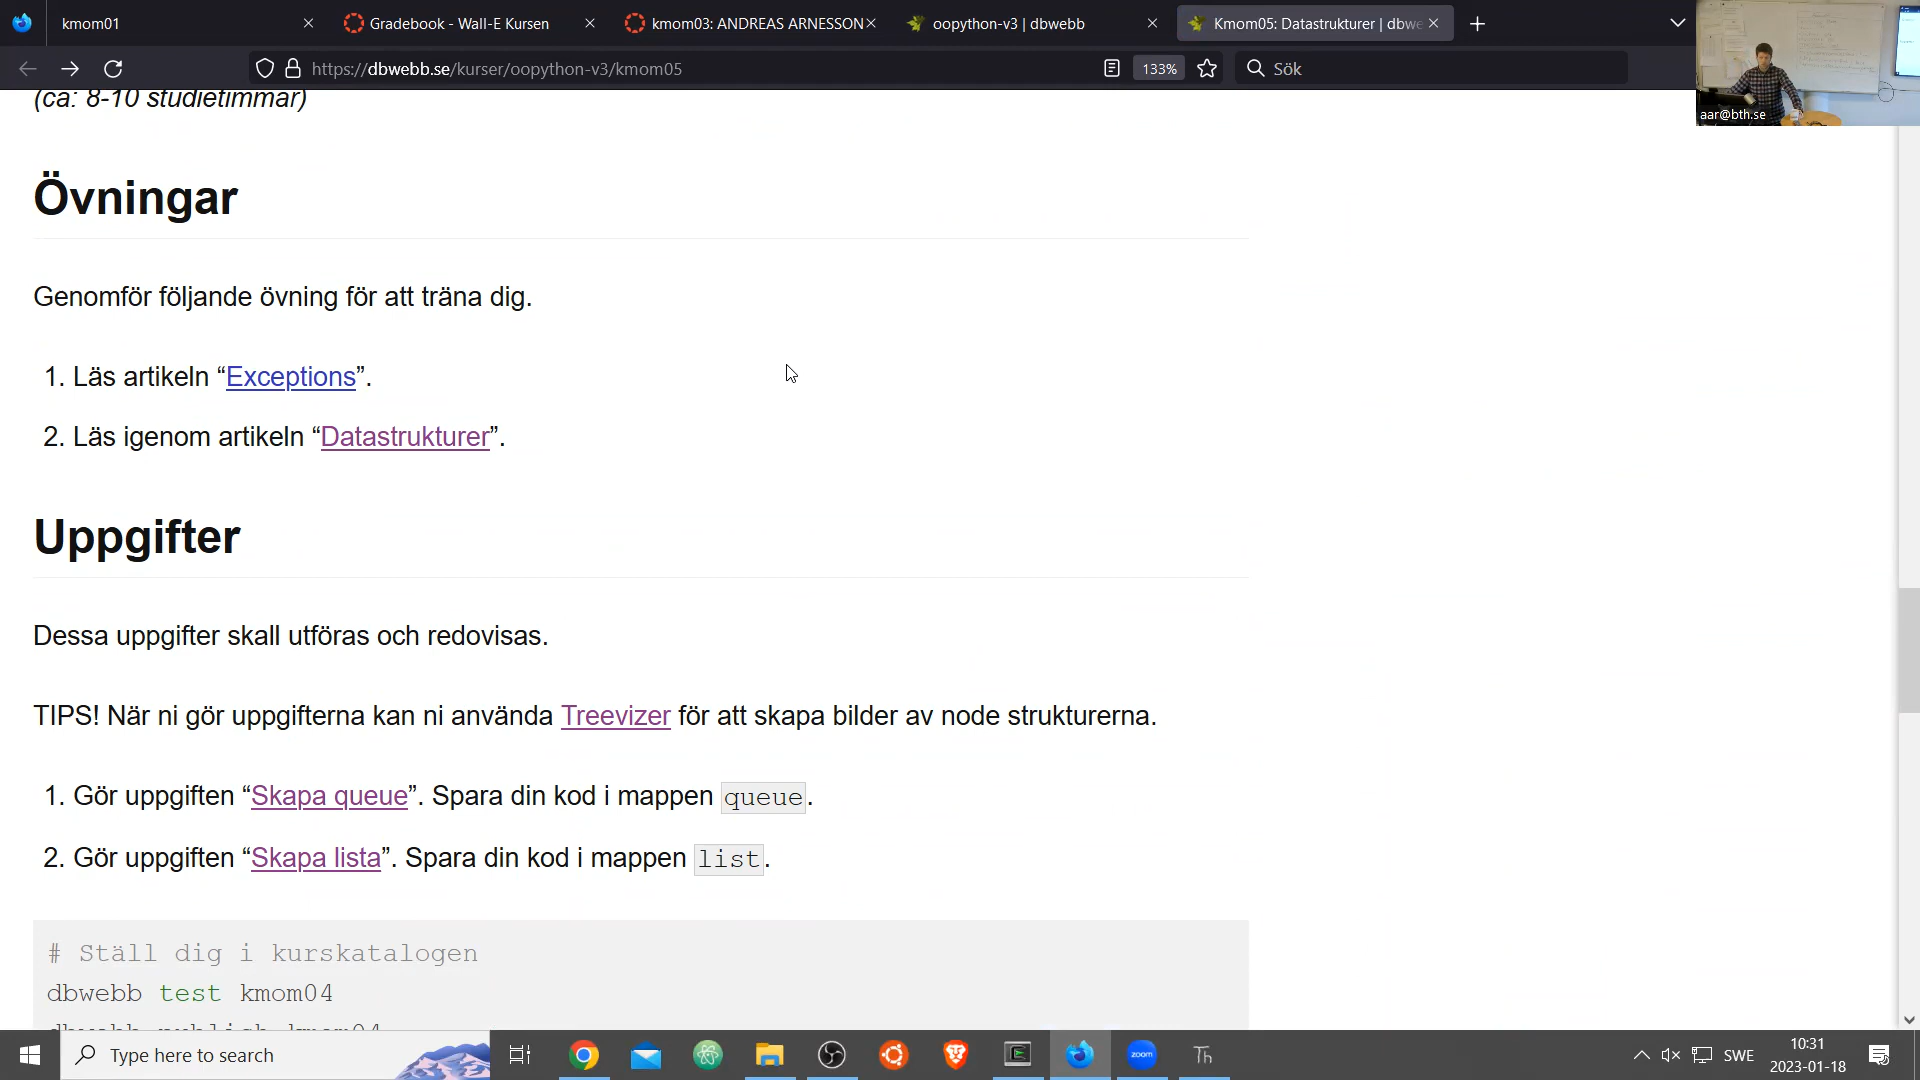 kmom01
Gradebook - Wall-E Kursen
kmom03: ANDREAS ARNESSON
oopython-v3 | dbwebb
Kmom05: Datastrukturer | dbwe
https://dbwebb.se/kurser/oopython-v3/kmom05
133%
Sök
aar@bth.se
(ca: 8-10 studietimmar)
Övningar
Genomför följande övning för att träna dig.
1. Läs artikeln “Exceptions”.
2. Läs igenom artikeln “Datastrukturer”.
Uppgifter
Dessa uppgifter skall utföras och redovisas.
TIPS! När ni gör uppgifterna kan ni använda Treevizer för att skapa bilder av node strukturerna.
1. Gör uppgiften “Skapa queue”. Spara din kod i mappen queue.
2. Gör uppgiften “Skapa lista”. Spara din kod i mappen list.
# Ställ dig i kurskatalogen
dbwebb test kmom04
dbwebb publish kmom04
Type here to search
zoom
Th
SWE
10:31
2023-01-18